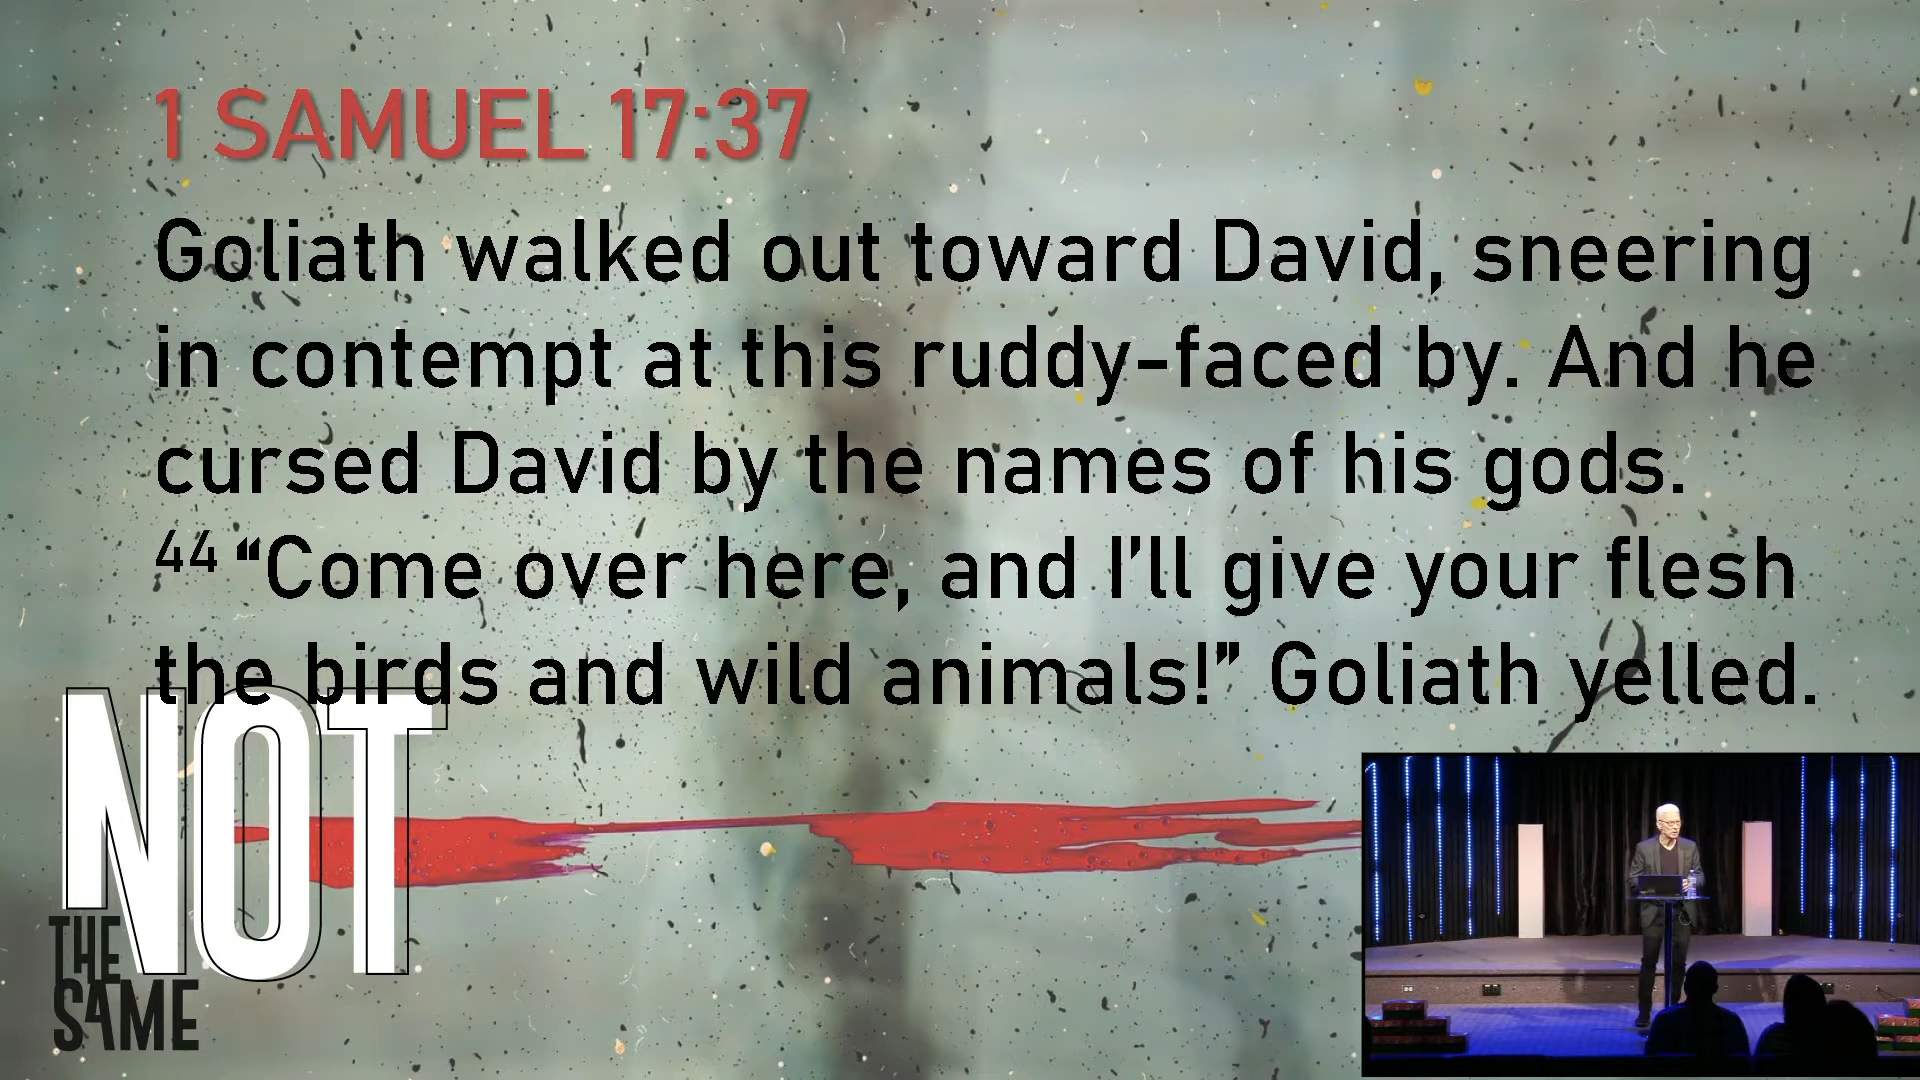 1 SAMUEL 17:37
Goliath walked out toward David, sneering
in contempt at this ruddy-faced by. And he
cursed David by the names of his gods.
44 “Come over here, and I’ll give your flesh
the birds and wild animals!” Goliath yelled.
NOT
THE
SAME